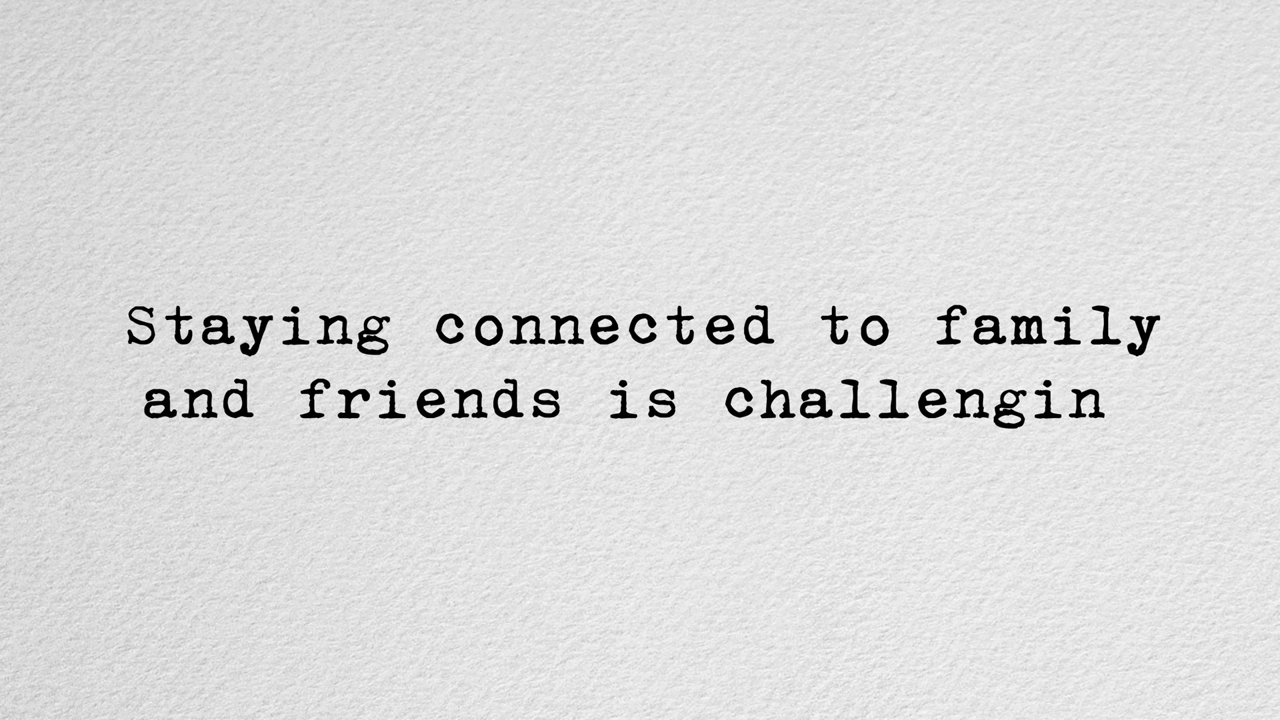 Staying connected to family
and friends is challengin